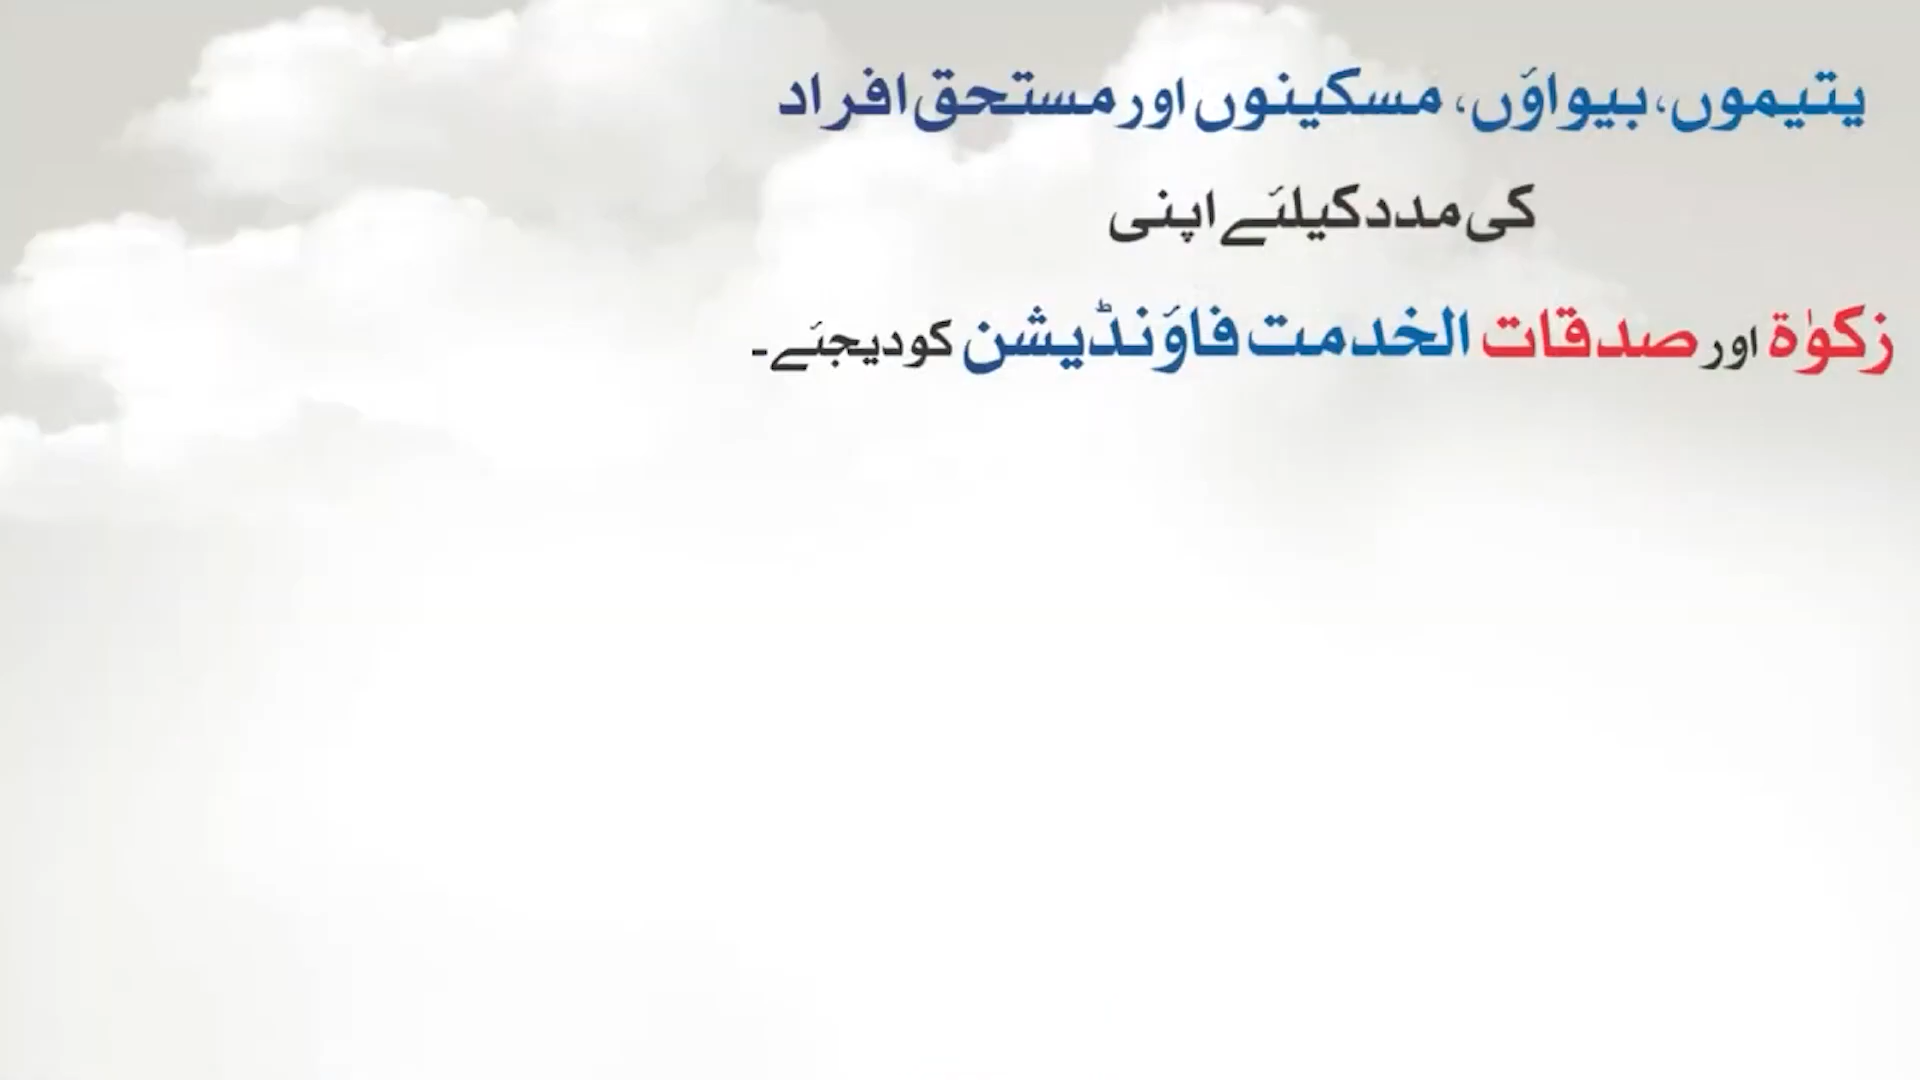 یتیموں، بیواؤں، مسکینوں اور مستحق افراد
کی مدد کیلئے اپنی
زکوٰۃ اور صدقات الخدمت فاؤنڈیشن کو دیجئے۔